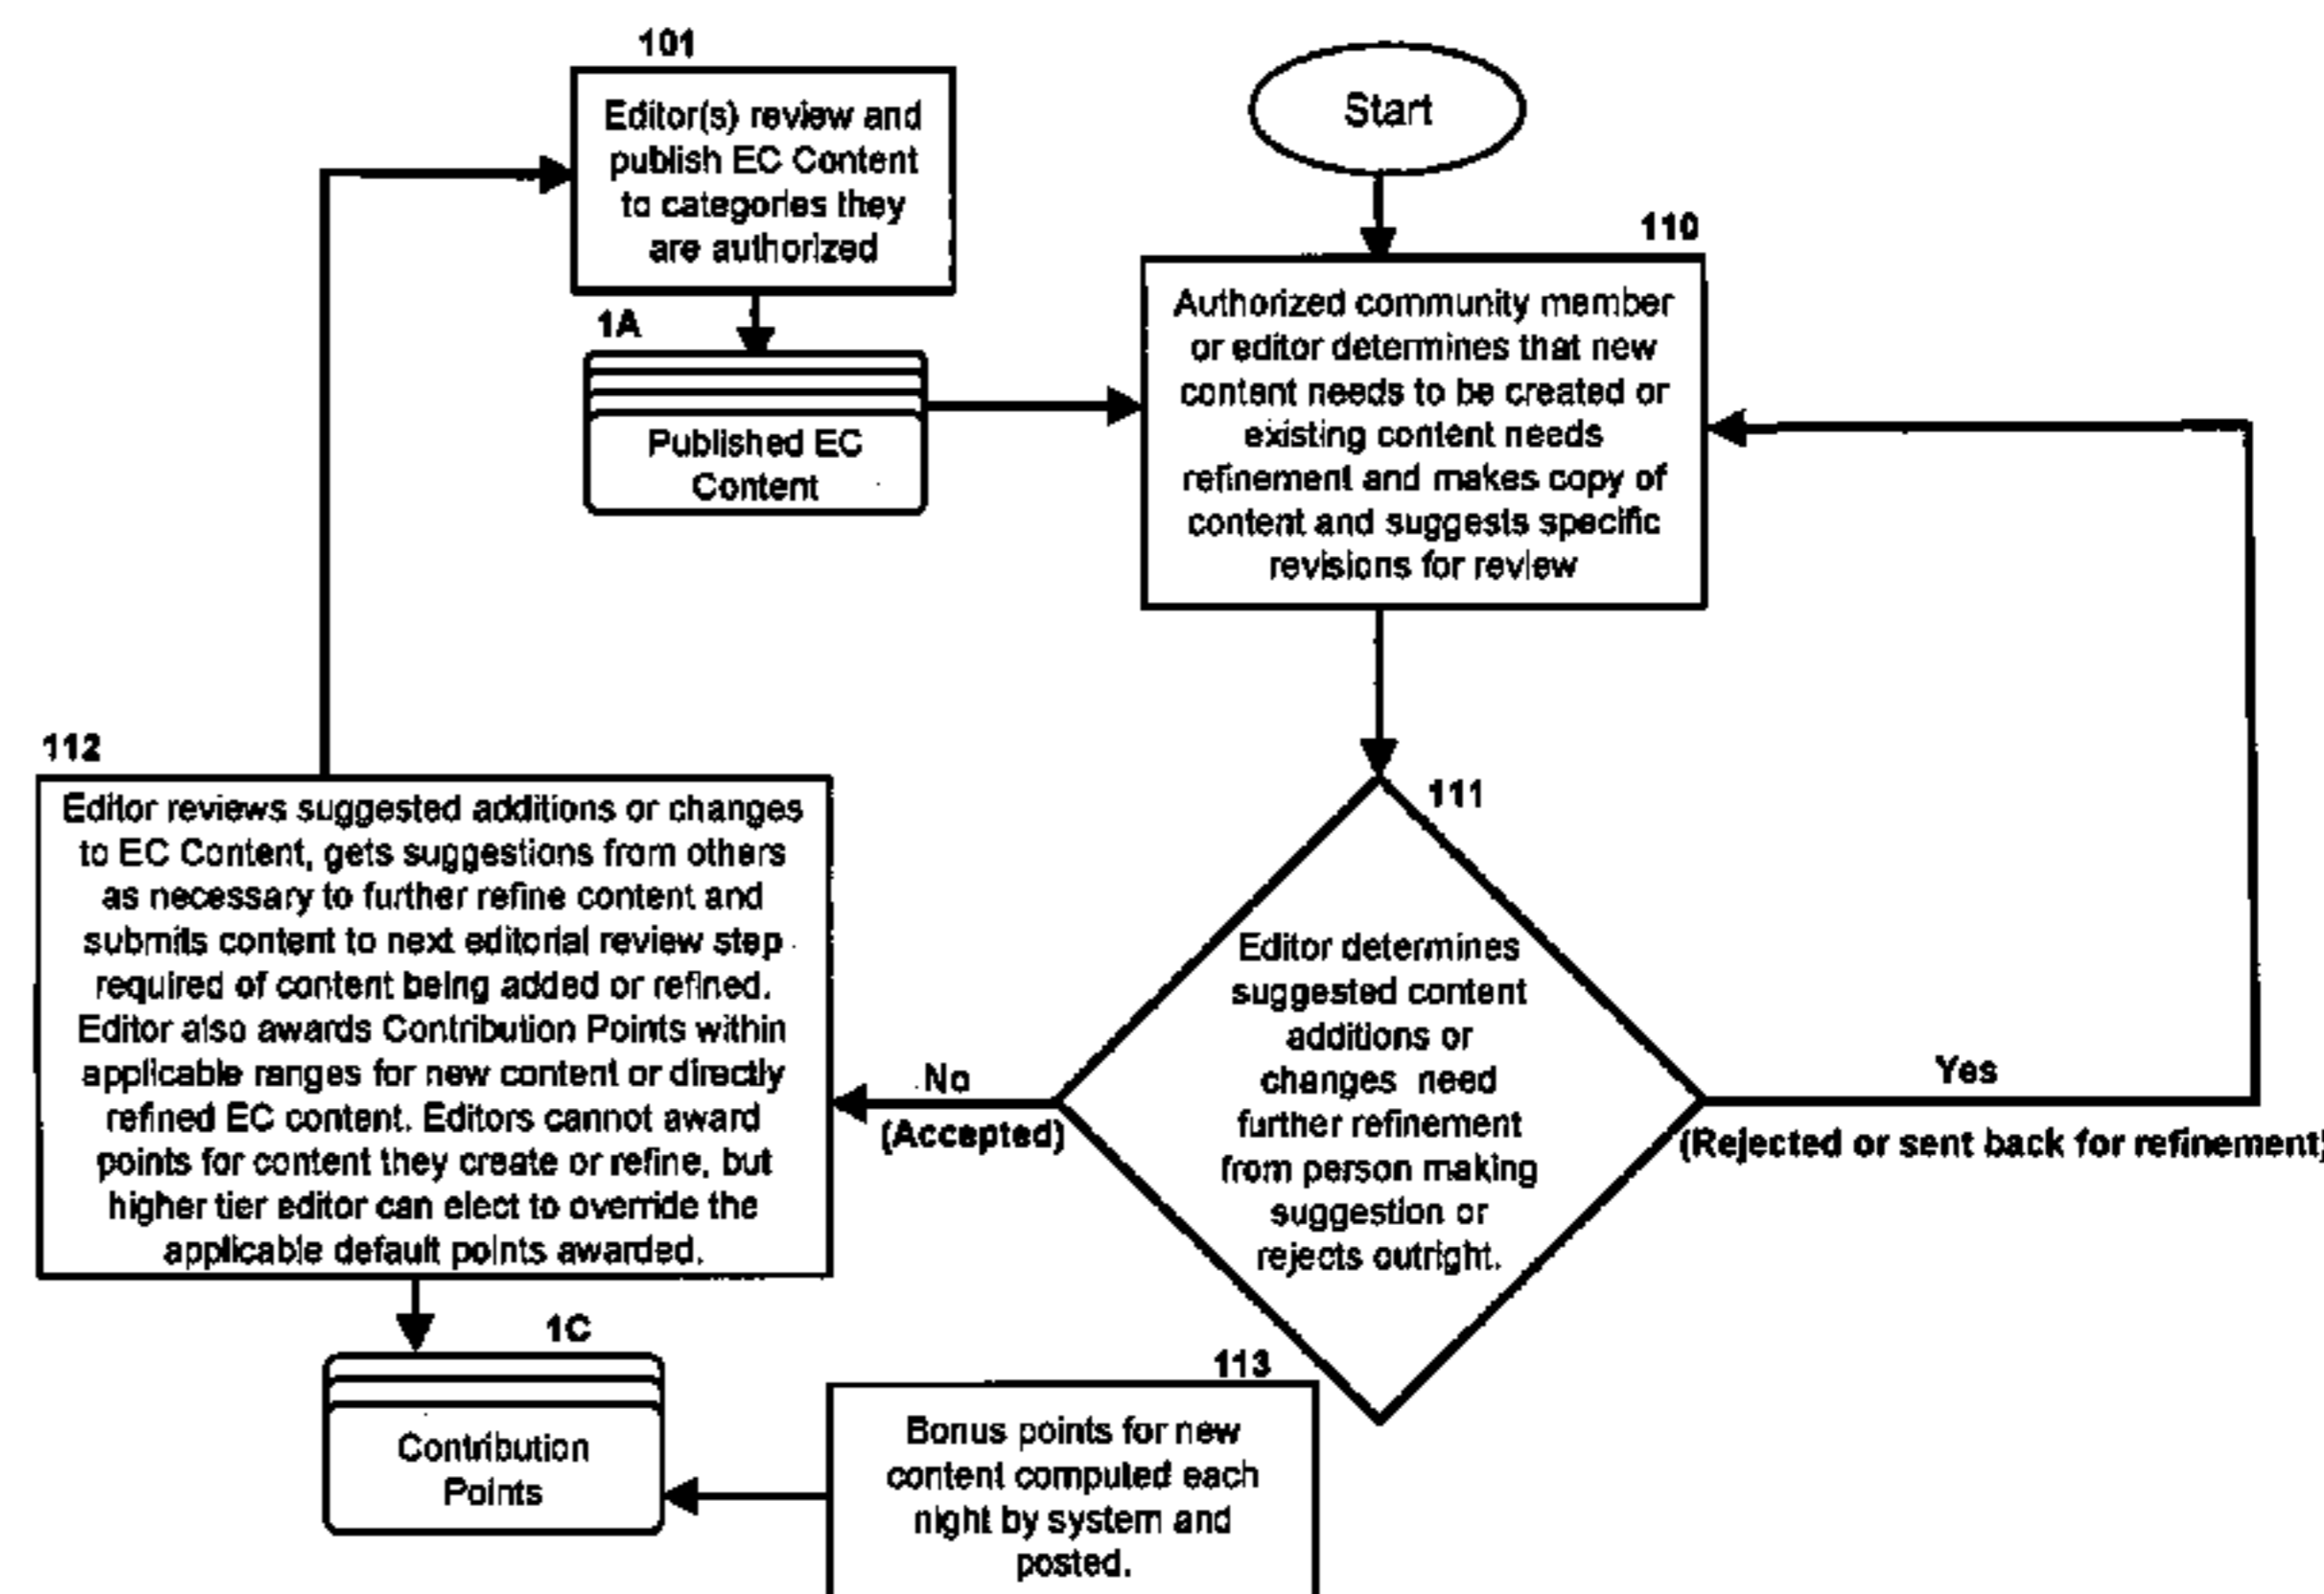 101
Editor(s) review and
publish EC Content
to categories they
are authorized
Start
110
Authorized community member
or editor determines that new
content needs to be created or
existing content needs
refinement and makes copy of
content and suggests specific
revisions for review
1A
Published EC
Content
112
Editor reviews suggested additions or changes
to EC Content, gets suggestions from others
as necessary to further refine content and
submits content to next editorial review step
required of content being added or refined.
Editor also awards Contribution Points within
applicable ranges for new content or directly
refined EC content. Editors cannot award
points for content they create or refine, but
higher tier editor can elect to override the
applicable default points awarded.
111
Editor determines
suggested content
additions or
changes need
further refinement
from person making
suggestion or
rejects outright.
No
(Accepted)
Yes
(Rejected or sent back for refinement)
1C
Contribution
Points
113
Bonus points for new
content computed each
night by system and
posted.